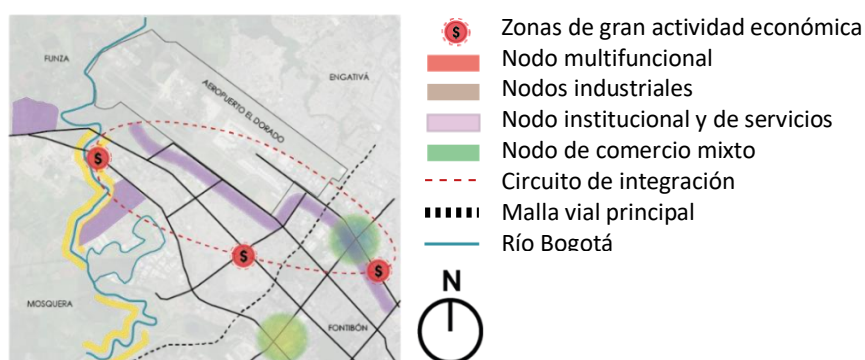 FUNZA
ENGATIVÁ
AEROPUERTO EL DORADO
$
$
$
MOSQUERA
FONTIBÓN
$ Zonas de gran actividad económica
Nodo multifuncional
Nodos industriales
Nodo institucional y de servicios
Nodo de comercio mixto
Circuito de integración
Malla vial principal
Río Bogotá
N